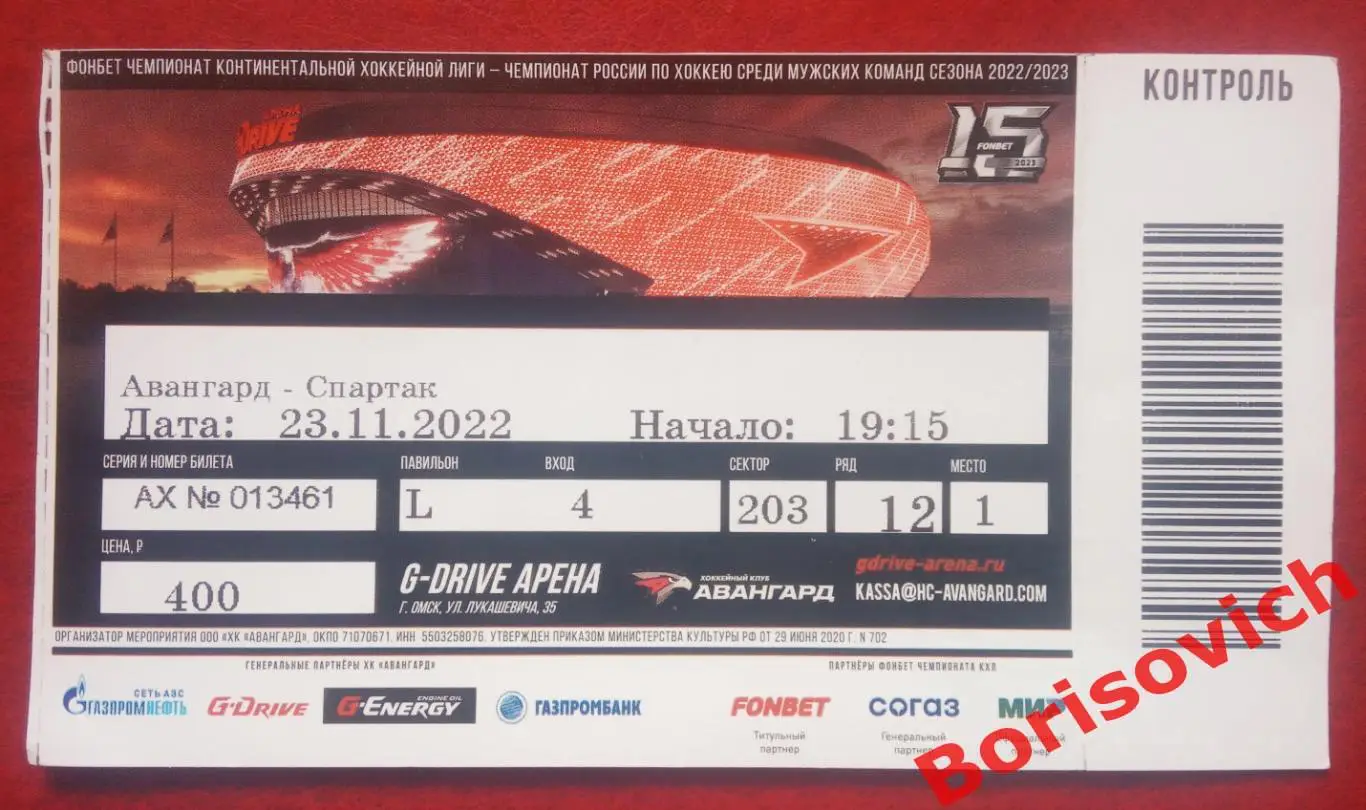 ФОНБЕТ ЧЕМПИОНАТ КОНТИНЕНТАЛЬНОЙ ХОККЕЙНОЙ ЛИГИ – ЧЕМПИОНАТ РОССИИ ПО ХОККЕЮ СРЕДИ МУЖСКИХ КОМАНД СЕЗОНА 2022/2023
КОНТРОЛЬ
DRIVE
15
FONBET
2023
Авангард - Спартак
Дата: 23.11.2022 Начало: 19:15
СЕРИЯ И НОМЕР БИЛЕТА ПАВИЛЬОН ВХОД СЕКТОР РЯД МЕСТО
АХ № 013461 L 4 203 12 1
ЦЕНА, ₽
400
G-DRIVE АРЕНА
Г. ОМСК, УЛ. ЛУКАШЕВИЧА, 35
ХОККЕЙНЫЙ КЛУБ
АВАНГАРД
gdrive-arena.ru
KASSA@HC-AVANGARD.COM
ОРГАНИЗАТОР МЕРОПРИЯТИЯ ООО «ХК «АВАНГАРД», ОКПО 71070671. ИНН 5503258076. УТВЕРЖДЕН ПРИКАЗОМ МИНИСТЕРСТВА КУЛЬТУРЫ РФ ОТ 29 ИЮНЯ 2020 Г. N 702
ГЕНЕРАЛЬНЫЕ ПАРТНЁРЫ ХК «АВАНГАРД» ПАРТНЁРЫ ФОНБЕТ ЧЕМПИОНАТА КХЛ
СЕТЬ АЗС
ГАЗПРОМНЕФТЬ
G-DRIVE
G-ENERGY
ENGINE OIL
ГАЗПРОМБАНК
FONBET
Титульный
партнер
СОГАЗ
Генеральный
партнер
МИР
партнер
Borisovich